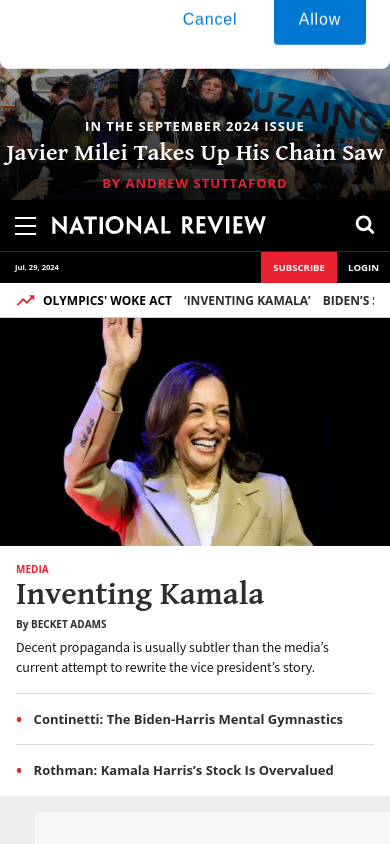 Cancel
Allow
TUZAINGÓ
IN THE SEPTEMBER 2024 ISSUE
Javier Milei Takes Up His Chain Saw
BY ANDREW STUTTAFORD
NATIONAL REVIEW
Jul. 29, 2024
SUBSCRIBE
LOGIN
OLYMPICS' WOKE ACT
‘INVENTING KAMALA’
BIDEN’S
MEDIA
Inventing Kamala
By BECKET ADAMS
Decent propaganda is usually subtler than the media’s
current attempt to rewrite the vice president’s story.
• Continetti: The Biden-Harris Mental Gymnastics
• Rothman: Kamala Harris’s Stock Is Overvalued